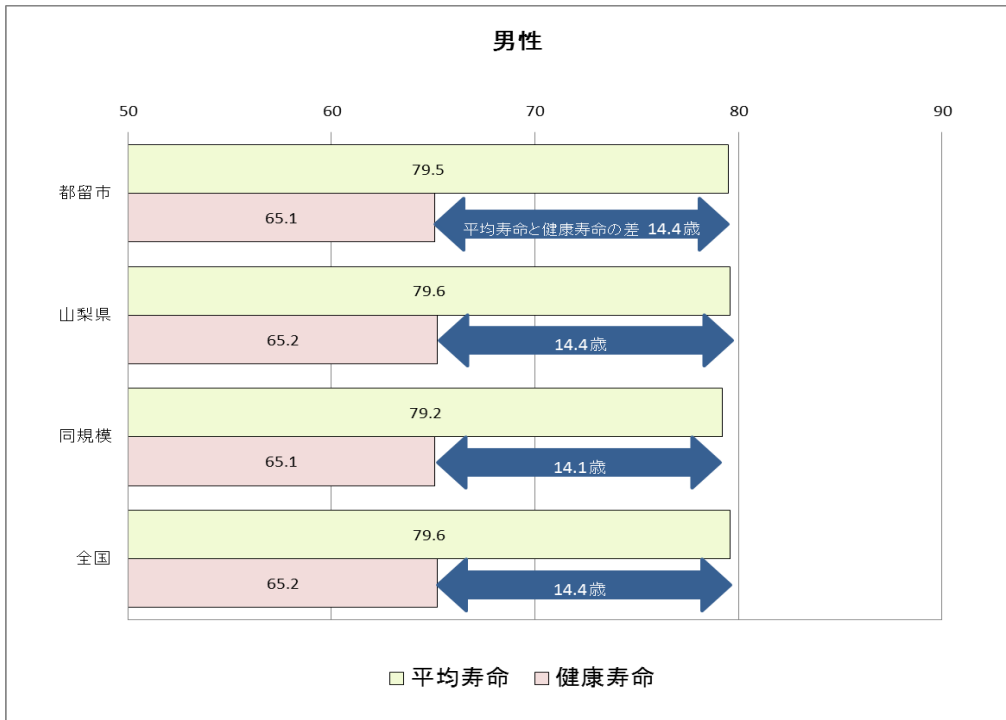 男性
50 60 70 80 90
都留市
79.5
65.1
平均寿命と健康寿命の差 14.4歳
山梨県
79.6
65.2
14.4歳
同規模
79.2
65.1
14.1歳
全国
79.6
65.2
14.4歳
平均寿命 健康寿命